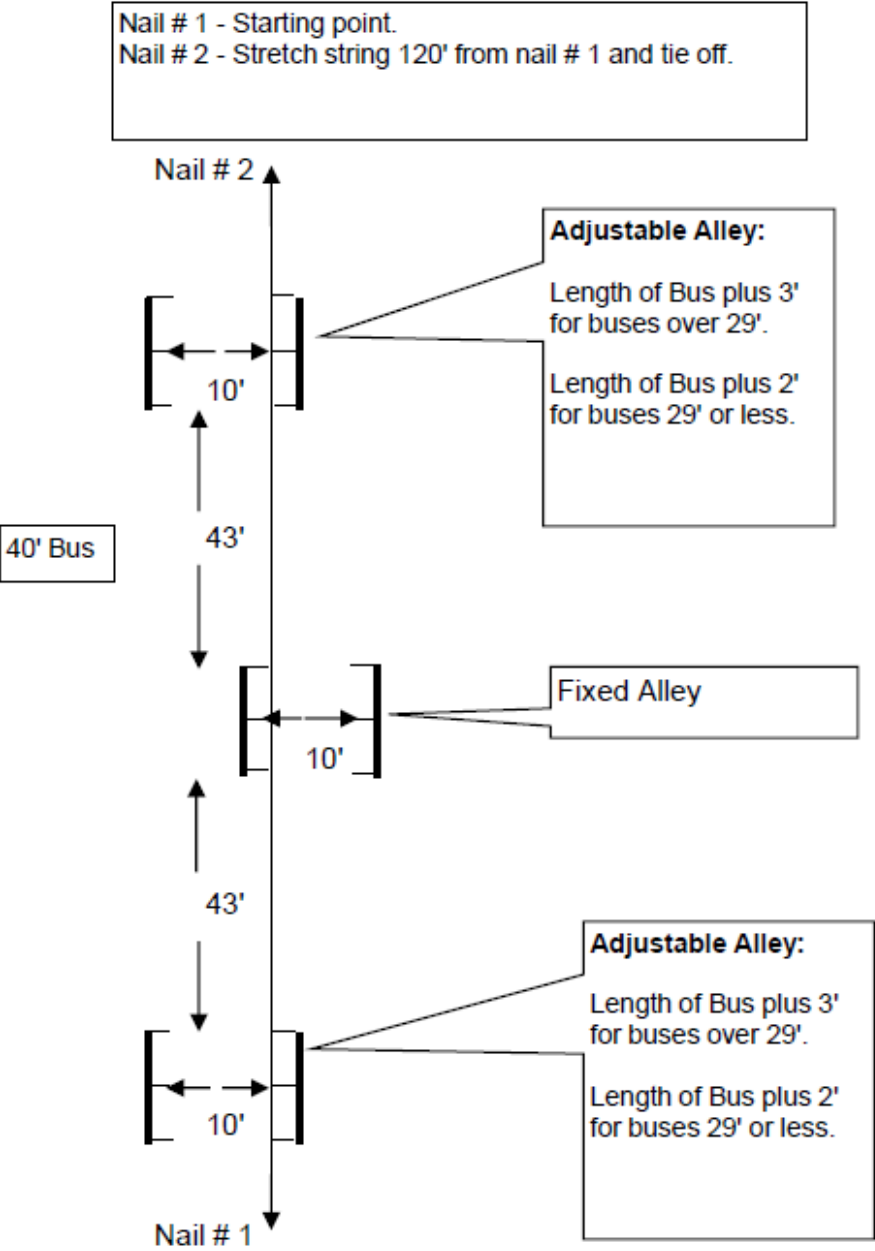 Nail # 1 - Starting point.
Nail # 2 - Stretch string 120' from nail # 1 and tie off.
Nail # 2
Adjustable Alley:
Length of Bus plus 3'
for buses over 29'.
Length of Bus plus 2'
for buses 29' or less.
10'
43'
40' Bus
Fixed Alley
10'
43'
Adjustable Alley:
Length of Bus plus 3'
for buses over 29'.
Length of Bus plus 2'
for buses 29' or less.
10'
Nail # 1